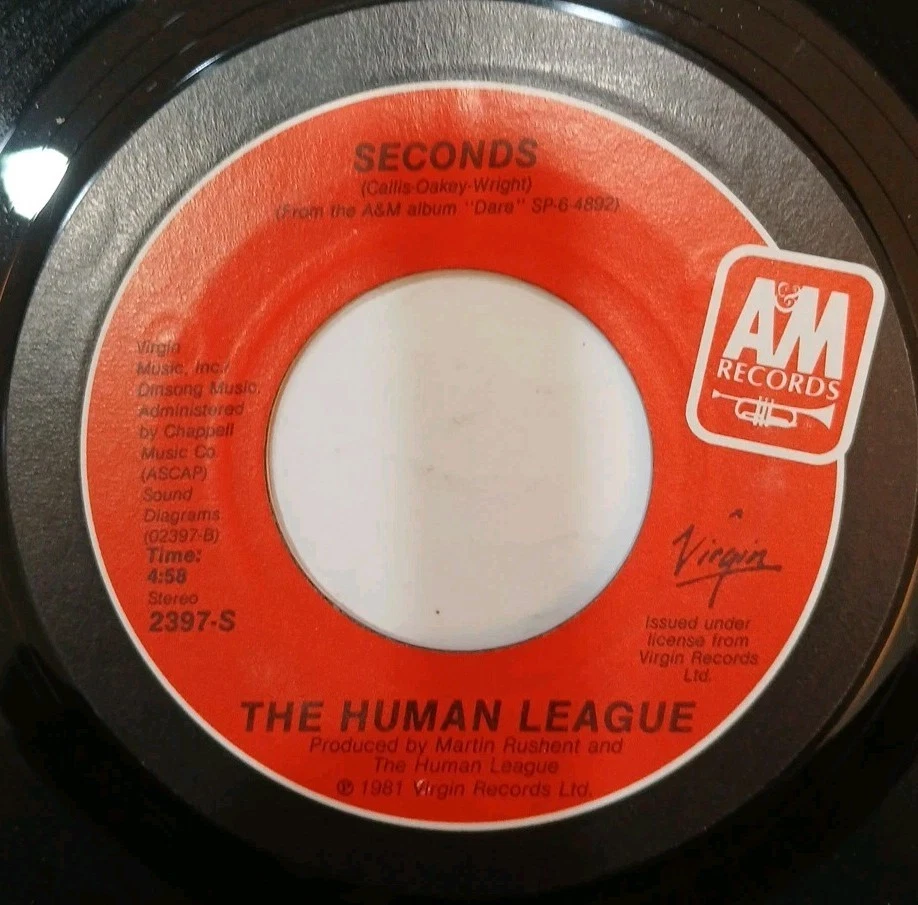 SECONDS
(Callis-Oakey-Wright)
(From the A&M album "Dare" SP-6-4892)
A&M
RECORDS
Virgin
Music, Inc./
Dinsong Music,
Administered
by Chappell
Music Co.
(ASCAP)
Sound
Diagrams
(02397-B)
Time:
4:58
Stereo
2397-S
Virgin
Issued under
license from
Virgin Records
Ltd.
THE HUMAN LEAGUE
Produced by Martin Rushent and
The Human League
℗ 1981 Virgin Records Ltd.